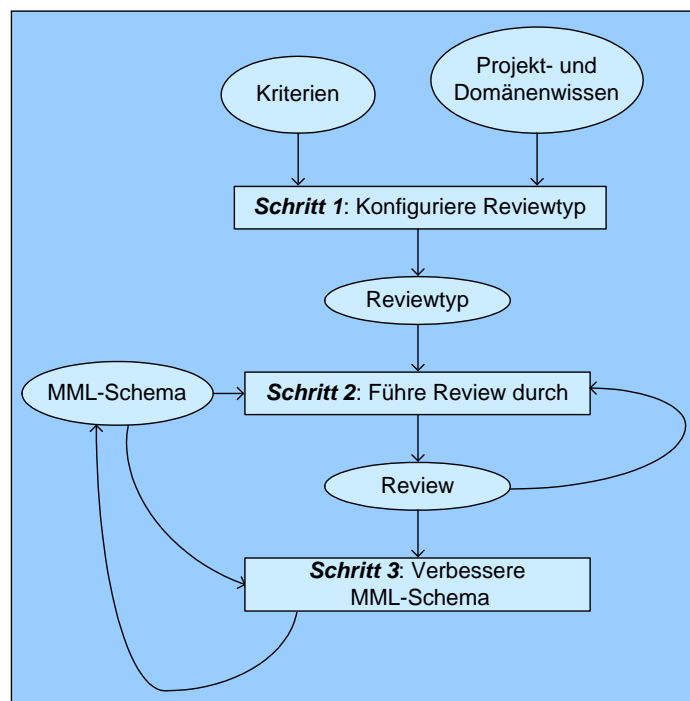 Kriterien
Projekt- und
Domänenwissen
Schritt 1: Konfiguriere Reviewtyp
Reviewtyp
MML-Schema
Schritt 2: Führe Review durch
Review
Schritt 3: Verbessere
MML-Schema